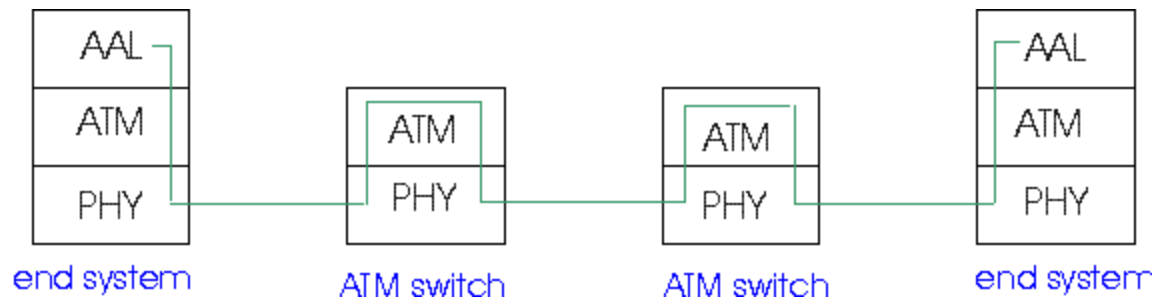 AAL
ATM
PHY
end system
ATM
PHY
ATM switch
ATM
PHY
ATM switch
AAL
ATM
PHY
end system